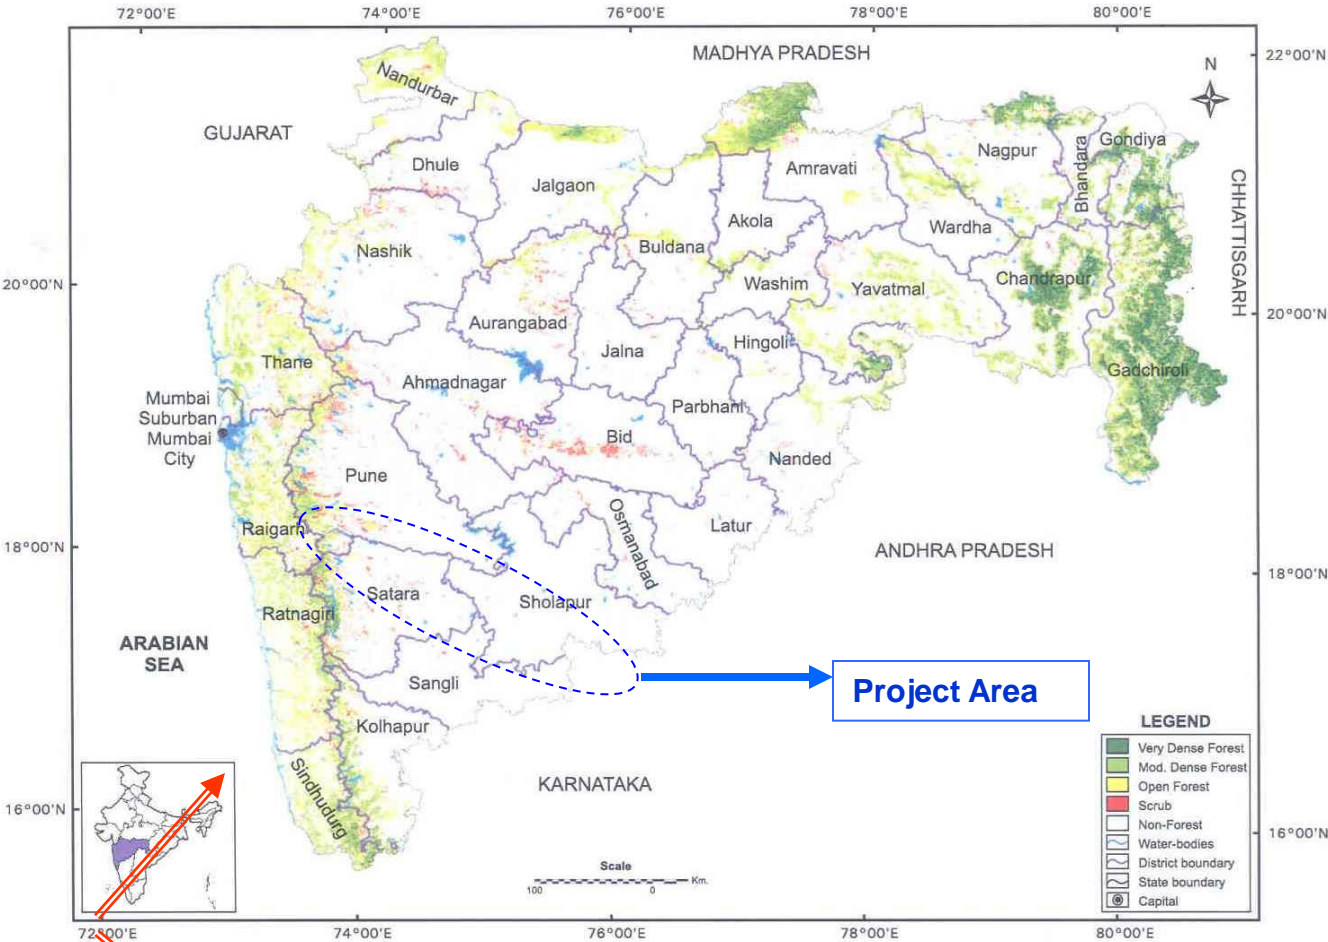 72°00'E 74°00'E 76°00'E 78°00'E 80°00'E
MADHYA PRADESH
22°00'N
N
Nandurbar
GUJARAT
Dhule
Jalgaon
Amravati
Nagpur
Bhandara
Gondiya
CHHATTISGARH
Akola
Buldana
Wardha
Nashik
Washim
Yavatmal
Chandrapur
20°00'N
20°00'N
Aurangabad
Jalna
Hingoli
Thane
Ahmadnagar
Gadchiroli
Mumbai
Suburban
Mumbai
City
Parbhani
Bid
Nanded
Pune
Raigarh
Osmanabad
Latur
18°00'N
ANDHRA PRADESH
18°00'N
Satara
Sholapur
Ratnagiri
ARABIAN
SEA
Sangli
Project Area
Kolhapur
KARNATAKA
Sindhudurg
16°00'N
16°00'N
LEGEND
Very Dense Forest
Mod. Dense Forest
Open Forest
Scrub
Non-Forest
Water-bodies
District boundary
State boundary
Capital
Scale
Km.
100 0
72°00'E 74°00'E 76°00'E 78°00'E 80°00'E